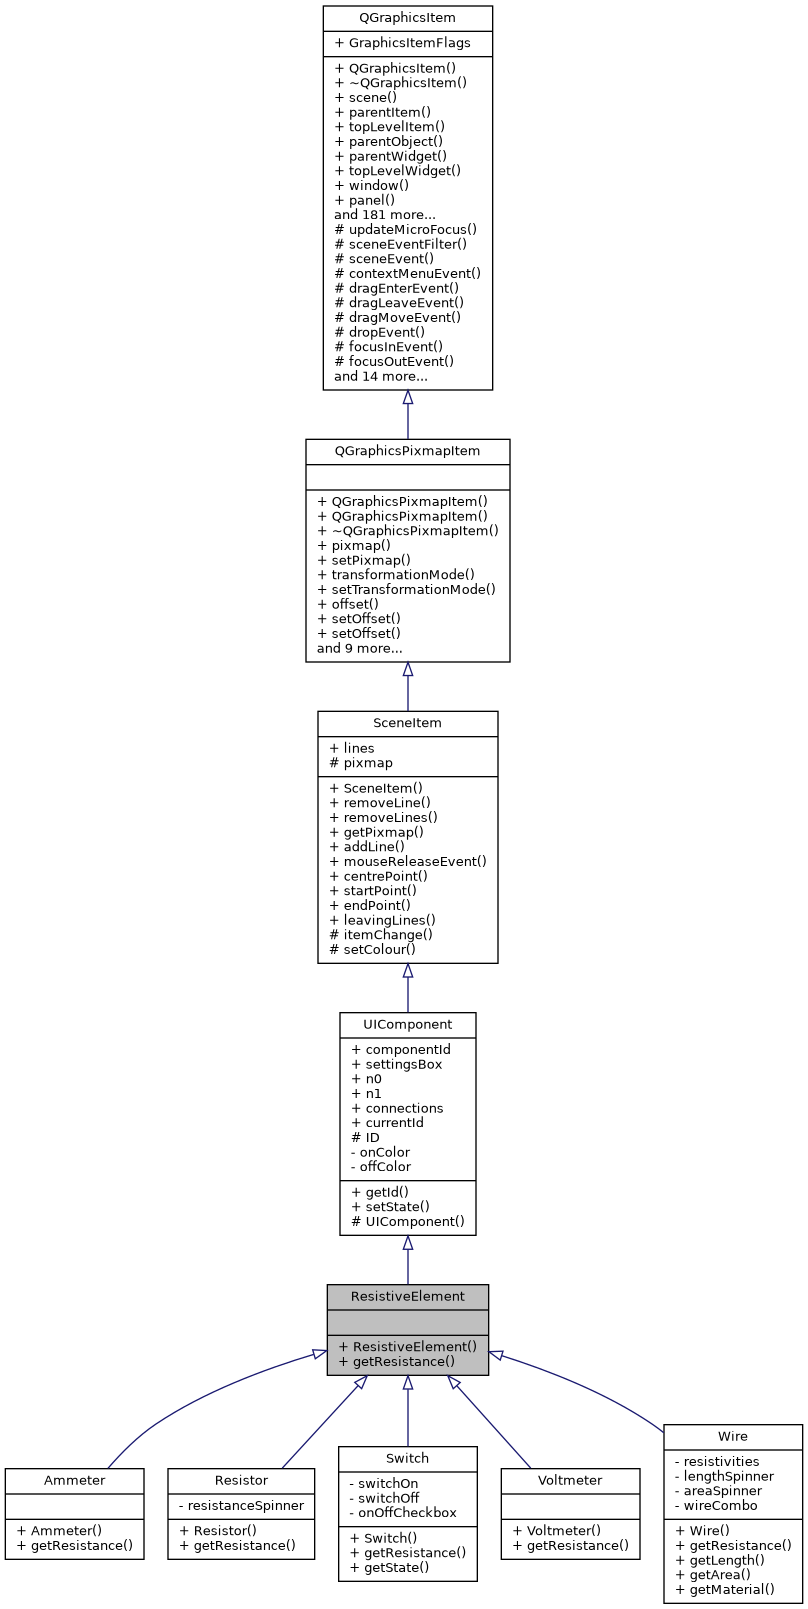 QGraphicsItem
+ GraphicsItemFlags
+ QGraphicsItem()
+ ~QGraphicsItem()
+ scene()
+ parentItem()
+ topLevelItem()
+ parentObject()
+ parentWidget()
+ topLevelWidget()
+ window()
+ panel()
and 181 more...
# updateMicroFocus()
# sceneEventFilter()
# sceneEvent()
# contextMenuEvent()
# dragEnterEvent()
# dragLeaveEvent()
# dragMoveEvent()
# dropEvent()
# focusInEvent()
# focusOutEvent()
and 14 more...
QGraphicsPixmapItem
+ QGraphicsPixmapItem()
+ QGraphicsPixmapItem()
+ ~QGraphicsPixmapItem()
+ pixmap()
+ setPixmap()
+ transformationMode()
+ setTransformationMode()
+ offset()
+ setOffset()
+ setOffset()
and 9 more...
SceneItem
+ lines
# pixmap
+ SceneItem()
+ removeLine()
+ removeLines()
+ getPixmap()
+ addLine()
+ mouseReleaseEvent()
+ centrePoint()
+ startPoint()
+ endPoint()
+ leavingLines()
# itemChange()
# setColour()
UIComponent
+ componentId
+ settingsBox
+ n0
+ n1
+ connections
+ currentId
# ID
- onColor
- offColor
+ getId()
+ setState()
# UIComponent()
ResistiveElement
+ ResistiveElement()
+ getResistance()
Ammeter
+ Ammeter()
+ getResistance()
Resistor
- resistanceSpinner
+ Resistor()
+ getResistance()
Switch
- switchOn
- switchOff
- onOffCheckbox
+ Switch()
+ getResistance()
+ getState()
Voltmeter
+ Voltmeter()
+ getResistance()
Wire
- resistivities
- lengthSpinner
- areaSpinner
- wireCombo
+ Wire()
+ getResistance()
+ getLength()
+ getArea()
+ getMaterial()